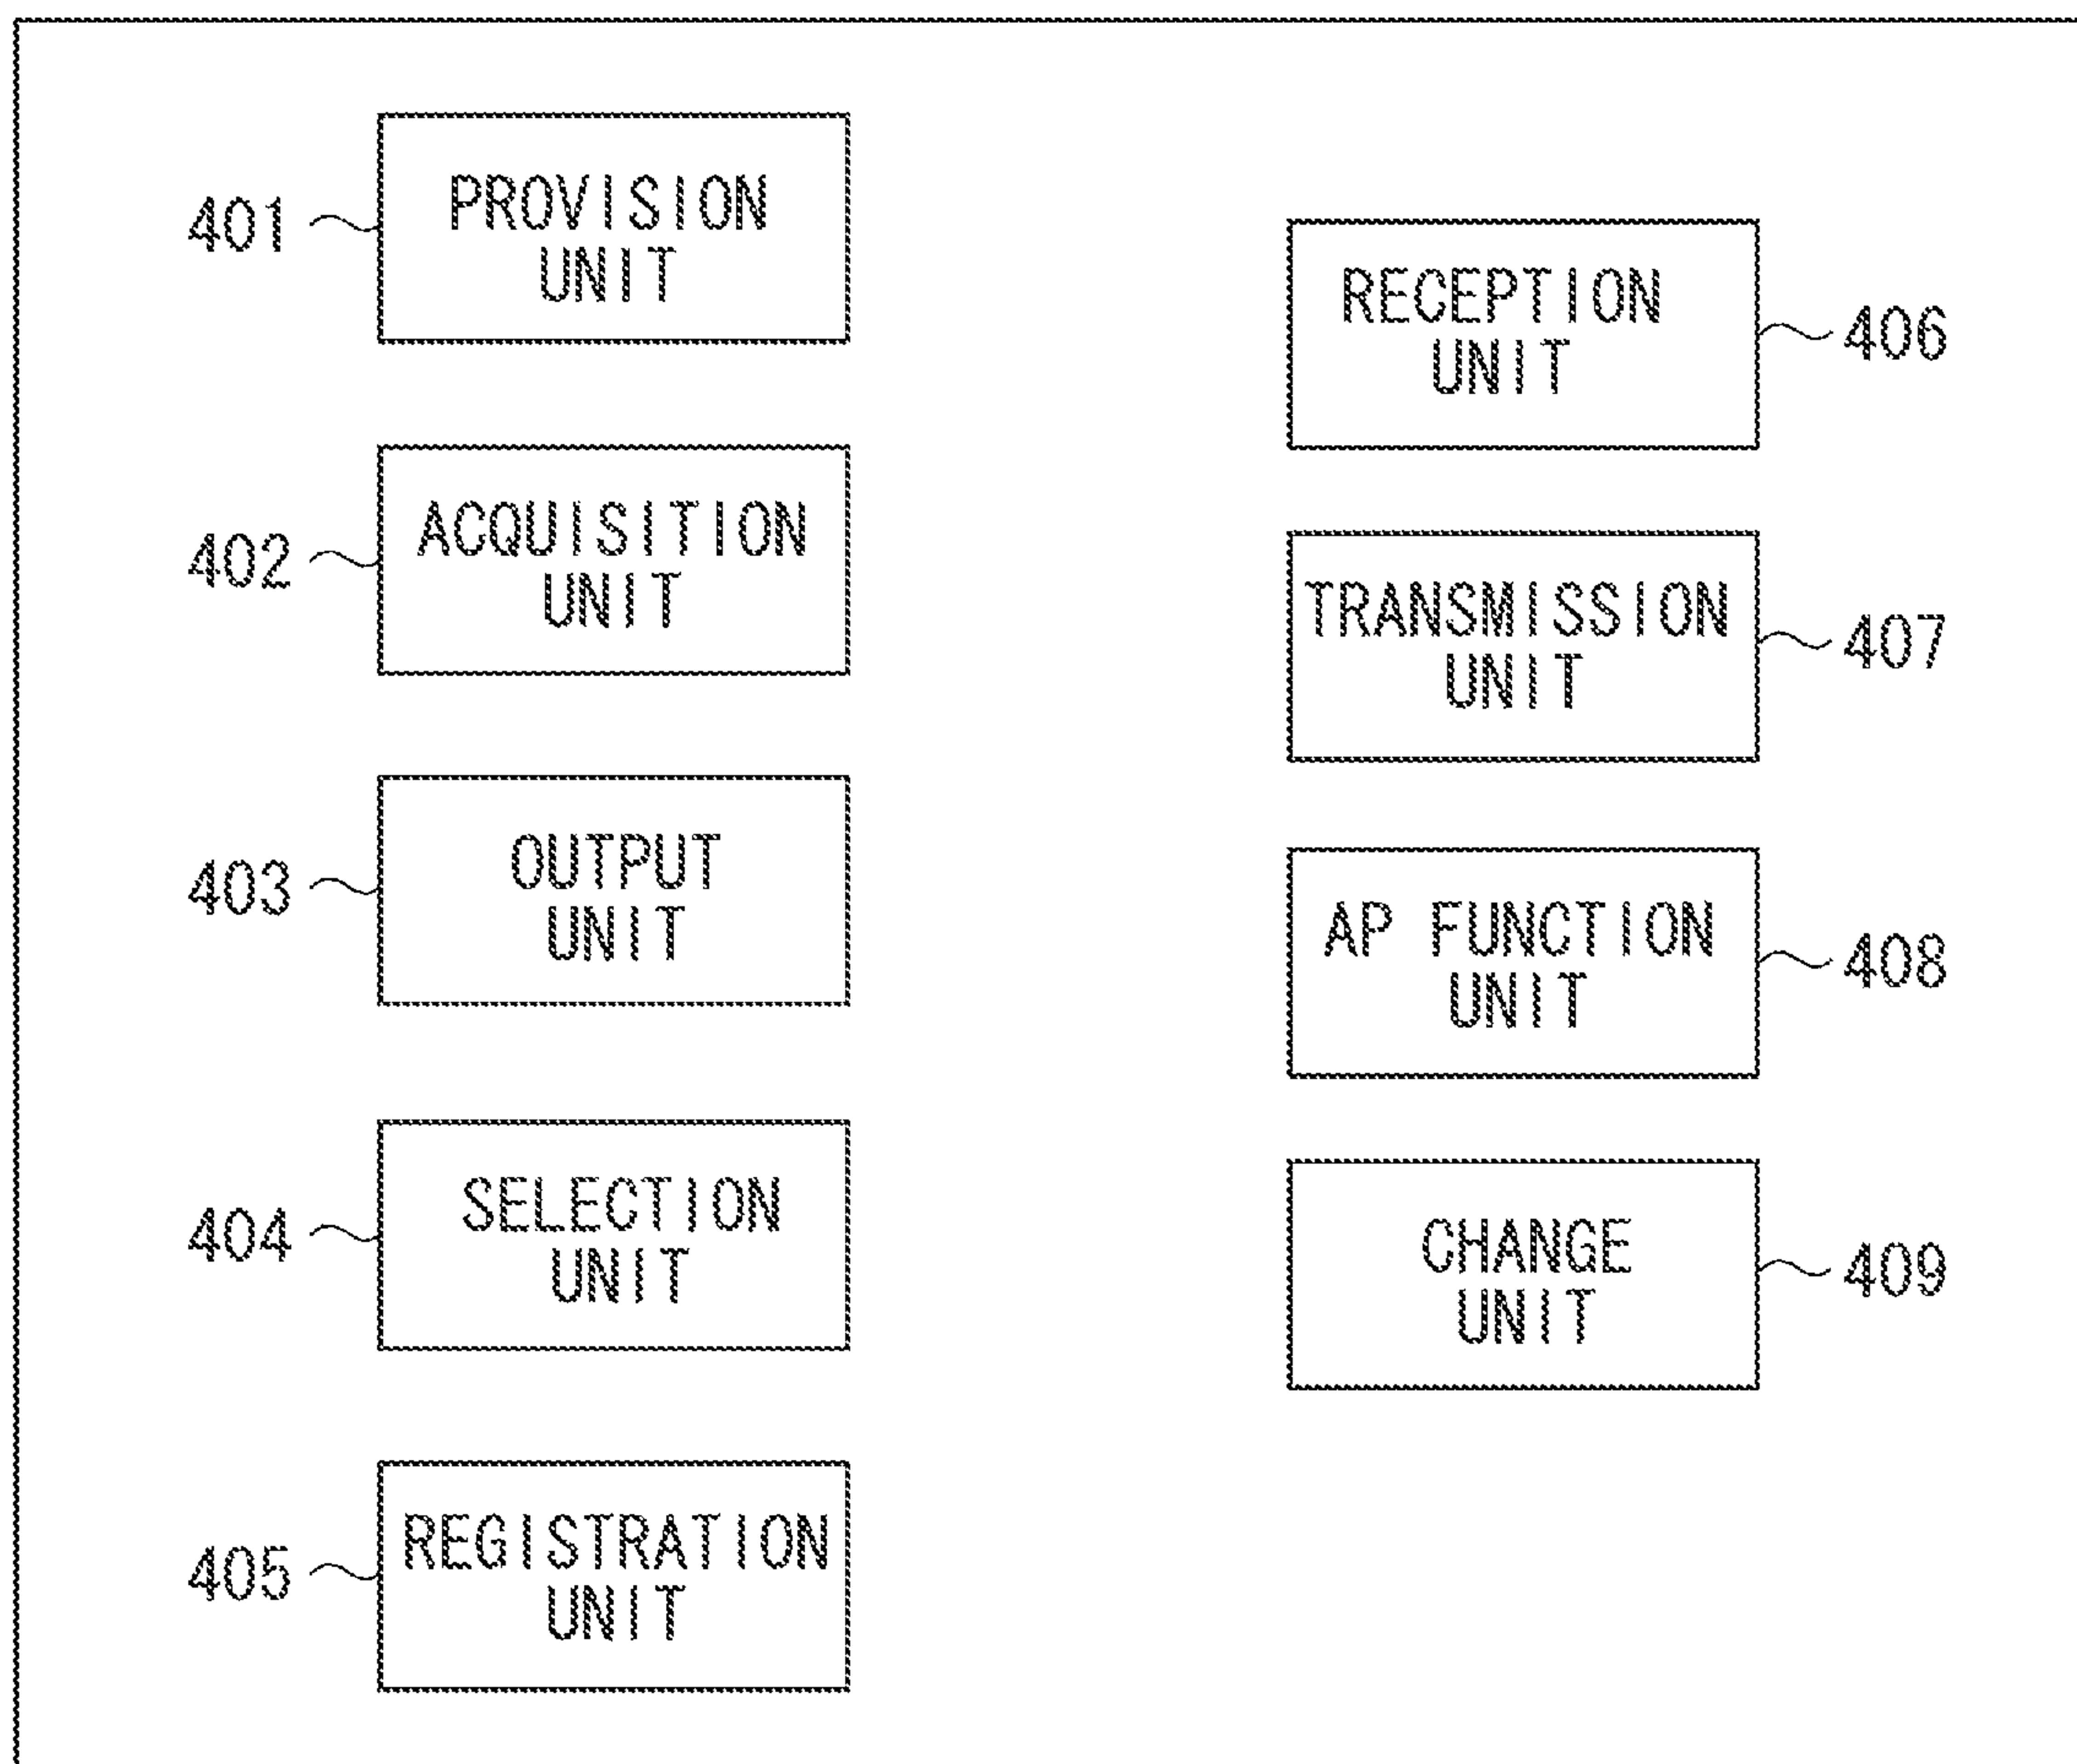 401
PROVISION
UNIT
402
ACQUISITION
UNIT
403
OUTPUT
UNIT
404
SELECTION
UNIT
405
REGISTRATION
UNIT
RECEPTION
UNIT
406
TRANSMISSION
UNIT
407
AP FUNCTION
UNIT
408
CHANGE
UNIT
409